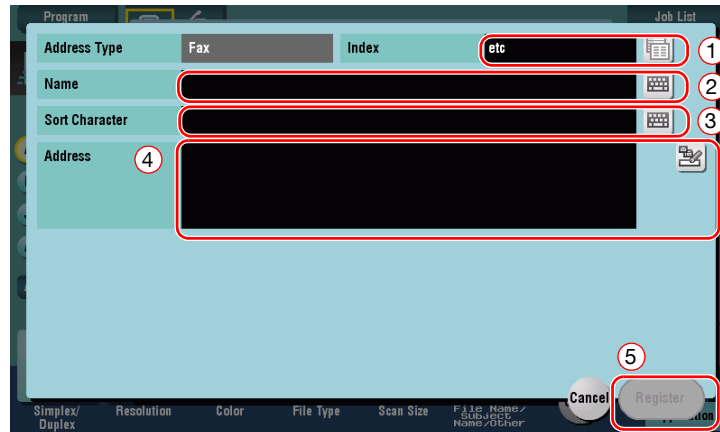 Program
Job List
Address Type
Fax
Index
etc
1
Name
2
Sort Character
3
Address
4
5
Cancel
Register
Simplex/
Duplex
Resolution
Color
File Type
Scan Size
File Name/
Subject
Name/Other